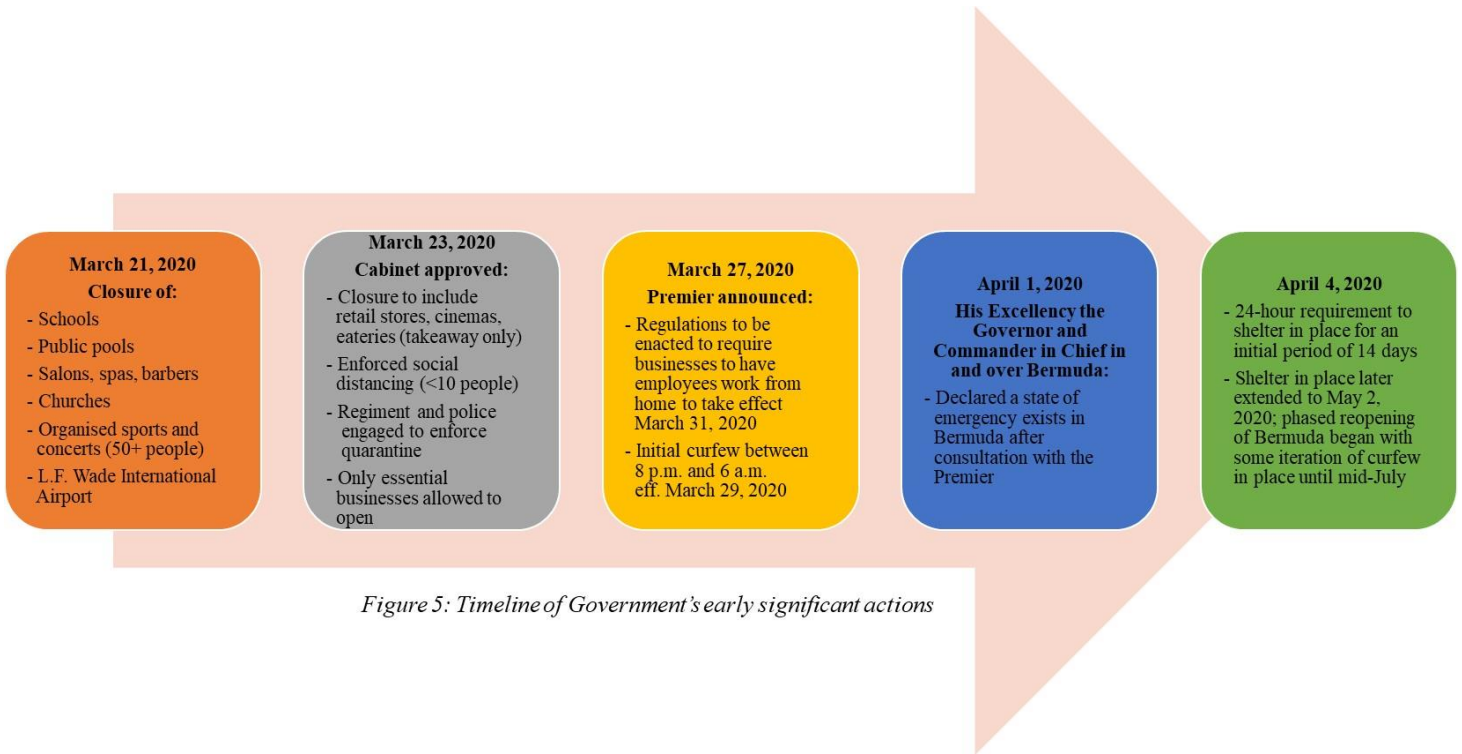 March 21, 2020
Closure of:
- Schools
- Public pools
- Salons, spas, barbers
- Churches
- Organised sports and
concerts (50+ people)
- L.F. Wade International
Airport
March 23, 2020
Cabinet approved:
- Closure to include
retail stores, cinemas,
eateries (takeaway only)
- Enforced social
distancing (<10 people)
- Regiment and police
engaged to enforce
quarantine
- Only essential
businesses allowed to
open
March 27, 2020
Premier announced:
- Regulations to be
enacted to require
businesses to have
employees work from
home to take effect
March 31, 2020
- Initial curfew between
8 p.m. and 6 a.m.
eff. March 29, 2020
April 1, 2020
His Excellency the
Governor and
Commander in Chief in
and over Bermuda:
- Declared a state of
emergency exists in
Bermuda after
consultation with the
Premier
April 4, 2020
- 24-hour requirement to
shelter in place for an
initial period of 14 days
- Shelter in place later
extended to May 2,
2020; phased reopening
of Bermuda began with
some iteration of curfew
in place until mid-July
Figure 5: Timeline of Government's early significant actions